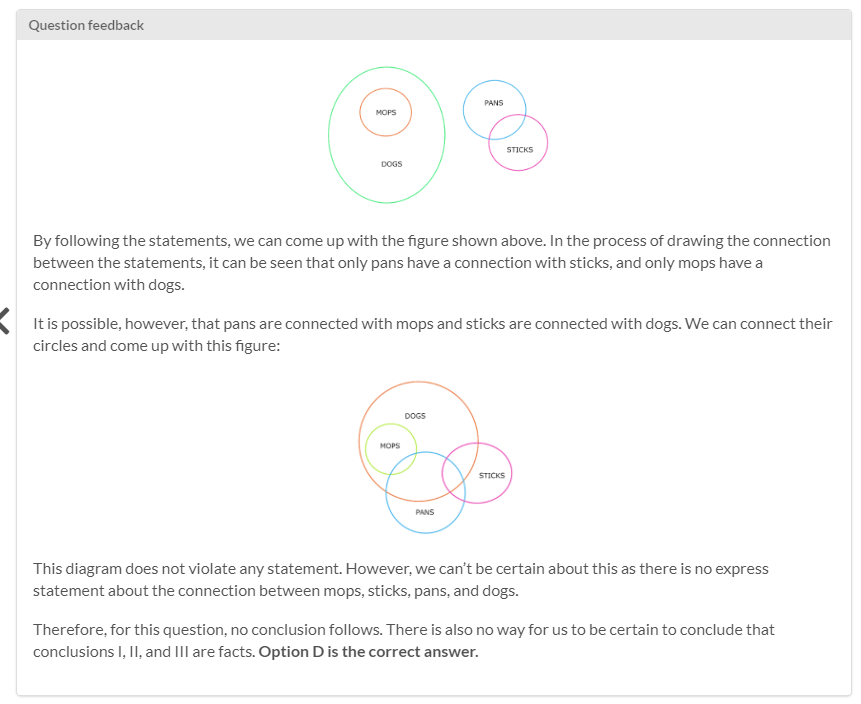 Question feedback
MOPS
DOGS
PANS
STICKS
By following the statements, we can come up with the figure shown above. In the process of drawing the connection
between the statements, it can be seen that only pans have a connection with sticks, and only mops have a
connection with dogs.
It is possible, however, that pans are connected with mops and sticks are connected with dogs. We can connect their
circles and come up with this figure:
DOGS
MOPS
STICKS
PANS
This diagram does not violate any statement. However, we can't be certain about this as there is no express
statement about the connection between mops, sticks, pans, and dogs.
Therefore, for this question, no conclusion follows. There is also no way for us to be certain to conclude that
conclusions I, II, and III are facts. Option D is the correct answer.